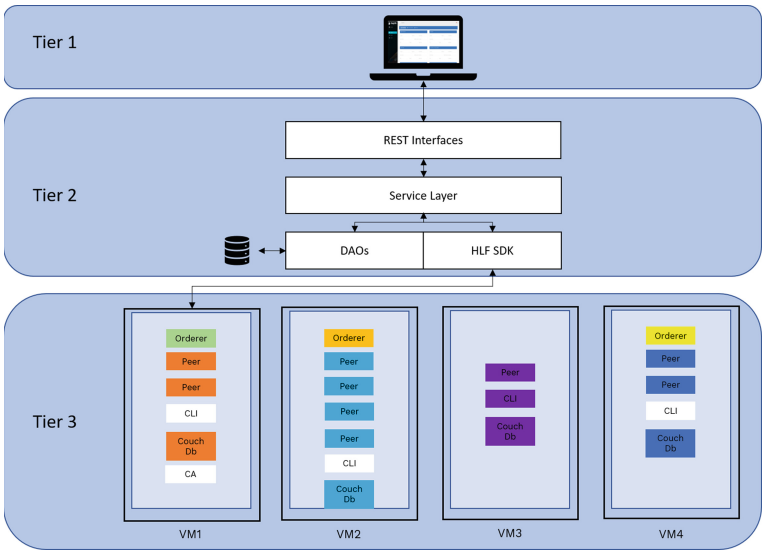 Tier 1
REST Interfaces
Tier 2
Service Layer
DAOs
HLF SDK
Tier 3
Orderer
Peer
Peer
CLI
Couch
Db
CA
VM1
Orderer
Peer
Peer
Peer
Peer
CLI
Couch
Db
VM2
Peer
CLI
Couch
Db
VM3
Orderer
Peer
Peer
CLI
Couch
Db
VM4